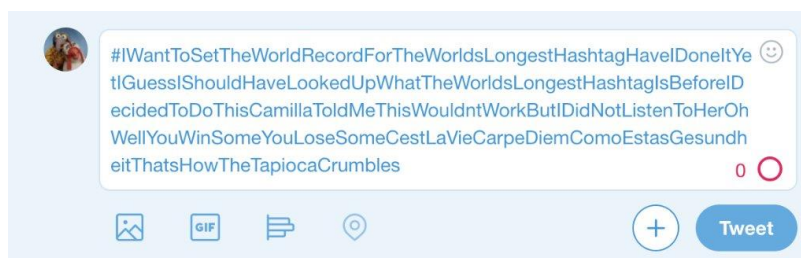 #IWantToSetTheWorldRecordForTheWorldsLongestHashtagHaveIDoneItYe
tIGuessIShouldHaveLookedUpWhatTheWorldsLongestHashtagIsBeforeID
ecidedToDoThisCamillaToldMeThisWouldntWorkButIDidNotListenToHerOh
WellYouWinSomeYouLoseSomeCestLaVieCarpeDiemComoEstasGesundh
eitThatsHowTheTapiocaCrumbles
0
GIF
Tweet